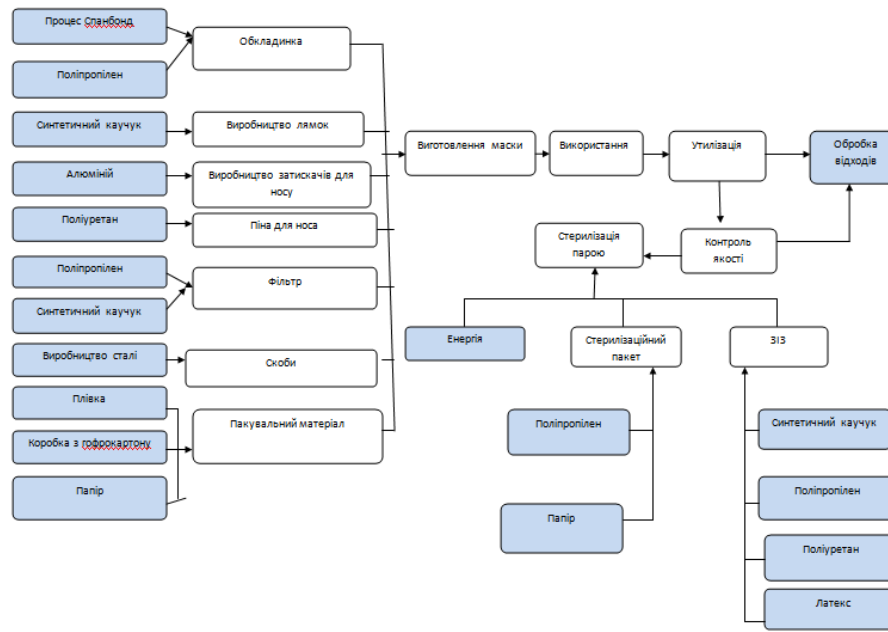 Процес Спанбонд
Обкладинка
Поліпропілен
Синтетичний каучук
Виробництво лямок
Алюміній
Виробництво затискачів для
носу
Поліуретан
Піна для носа
Поліпропілен
Фільтр
Синтетичний каучук
Виробництво сталі
Скоби
Плівка
Пакувальний матеріал
Коробка з гофрокартону
Папір
Виготовлення маски
Використання
Утилізація
Обробка
відходів
Стерилізація
парою
Контроль
якості
Енергія
Стерилізаційний
пакет
ЗІЗ
Поліпропілен
Папір
Синтетичний каучук
Поліпропілен
Поліуретан
Латекс